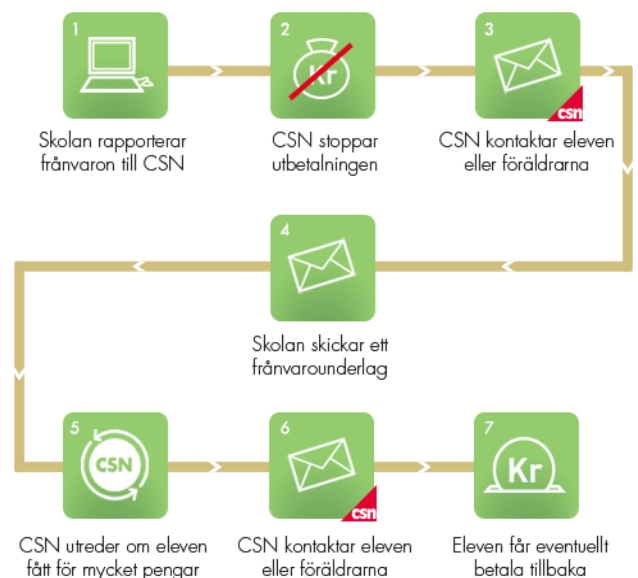 1
Skolan rapporterar
frånvaron till CSN
2
Kr
CSN stoppar
utbetalningen
3
csn
CSN kontaktar eleven
eller föräldrarna
4
Skolan skickar ett
frånvarounderlag
5
CSN
CSN utreder om eleven
fått för mycket pengar
6
csn
CSN kontaktar eleven
eller föräldrarna
7
Kr
Eleven får eventuellt
betala tillbaka